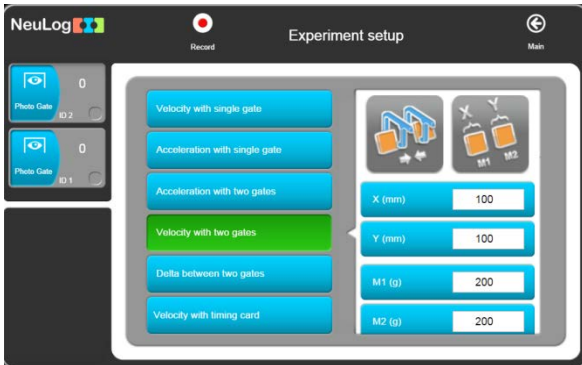 NeuLog
Record
Experiment setup
Main
Photo Gate
0
ID 2
Photo Gate
0
ID 1
Velocity with single gate
Acceleration with single gate
Acceleration with two gates
Velocity with two gates
Delta between two gates
Velocity with timing card
X Y
M1 M2
X (mm) 100
Y (mm) 100
M1 (g) 200
M2 (g) 200